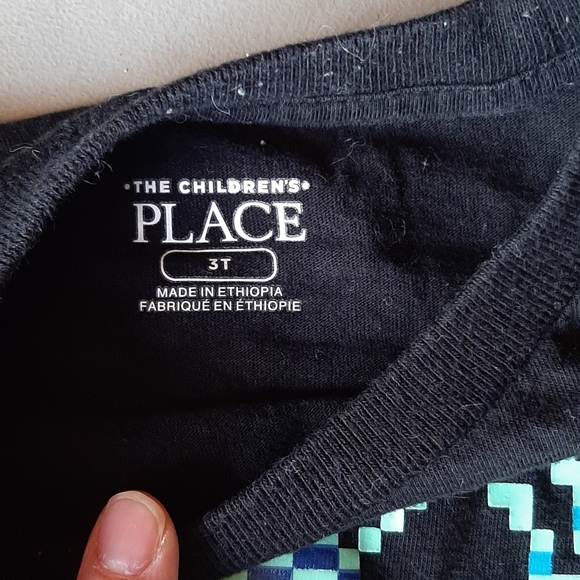 •THE CHILDREN'S•
PLACE
3T
MADE IN ETHIOPIA
FABRIQUÉ EN ÉTHIOPIE